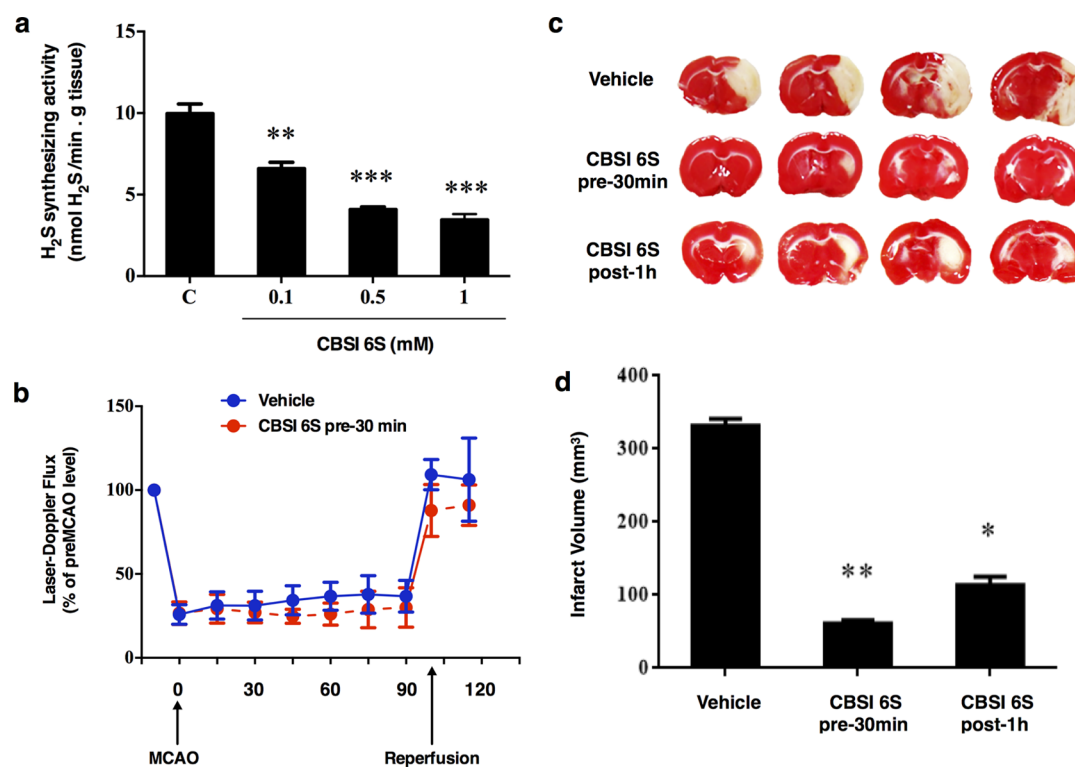 a
H₂S synthesizing activity
(nmol H₂S/min . g tissue)
15
10
5
0
**
***
***
C
0.1
0.5
1
CBSI 6S (mM)
b
Vehicle
CBSI 6S pre-30 min
Laser-Doppler Flux
(% of preMCAO level)
150
100
50
0
0
30
60
90
120
MCAO
Reperfusion
c
Vehicle
CBSI 6S
pre-30min
CBSI 6S
post-1h
d
Infarct Volume (mm³)
400
300
200
100
0
**
*
Vehicle
CBSI 6S
pre-30min
CBSI 6S
post-1h